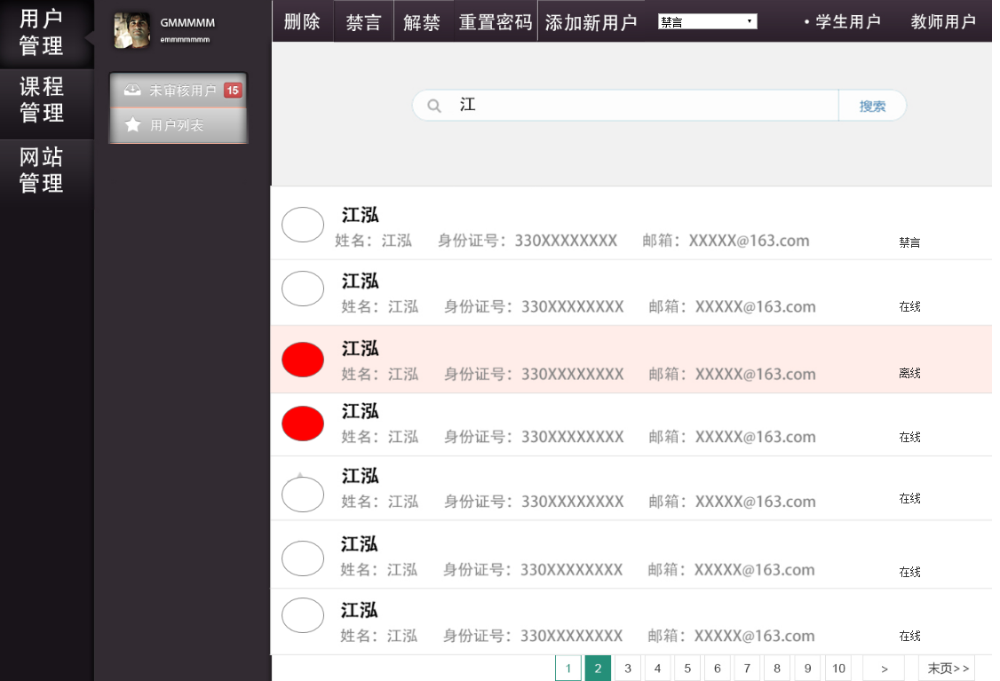 用户
管理
课程
管理
网站
管理
GMMMMM
emmmmmmm
未审核用户 15
用户列表
删除 禁言 解禁 重置密码 添加新用户 禁言 • 学生用户 教师用户
江 搜索
江泓
姓名：江泓 身份证号：330XXXXXXXX 邮箱：XXXXX@163.com 禁言
江泓
姓名：江泓 身份证号：330XXXXXXXX 邮箱：XXXXX@163.com 在线
江泓
姓名：江泓 身份证号：330XXXXXXXX 邮箱：XXXXX@163.com 离线
江泓
姓名：江泓 身份证号：330XXXXXXXX 邮箱：XXXXX@163.com 在线
江泓
姓名：江泓 身份证号：330XXXXXXXX 邮箱：XXXXX@163.com 在线
江泓
姓名：江泓 身份证号：330XXXXXXXX 邮箱：XXXXX@163.com 在线
江泓
姓名：江泓 身份证号：330XXXXXXXX 邮箱：XXXXX@163.com 在线
1 2 3 4 5 6 7 8 9 10 > 末页>>